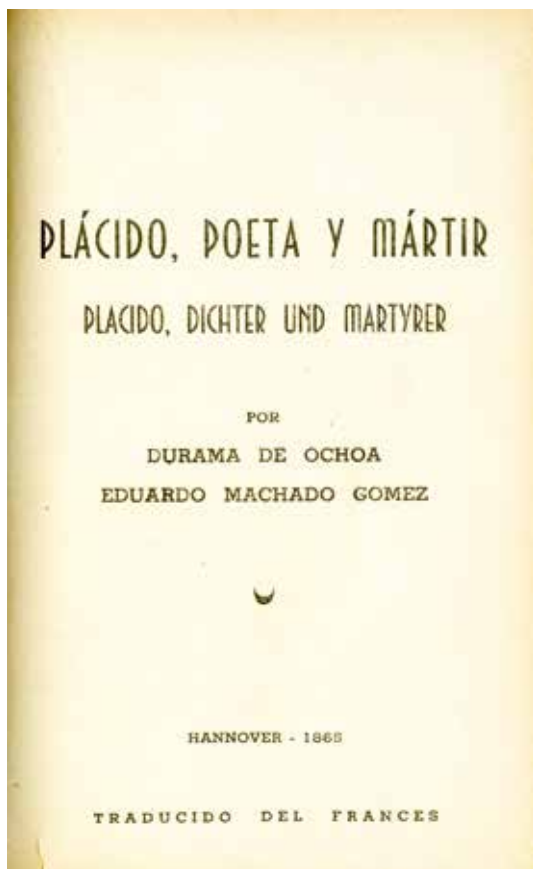 PLÁCIDO, POETA Y MÁRTIR
PLACIDO, DICHTER UND MARTYRER
POR
DURAMA DE OCHOA
EDUARDO MACHADO GOMEZ
HANNOVER - 1865
TRADUCIDO DEL FRANCES